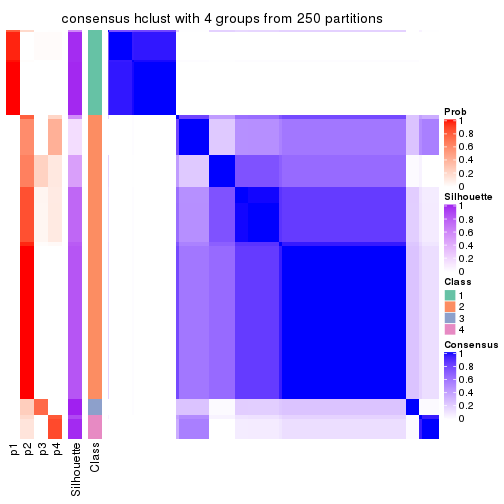 consensus hclust with 4 groups from 250 partitions
Prob
1
0.8
0.6
0.4
0.2
0
Silhouette
1
0.8
0.6
0.4
0.2
0
Class
1
2
3
4
Consensus
1
0.8
0.6
0.4
0.2
0
p1
p2
p3
p4
Silhouette
Class